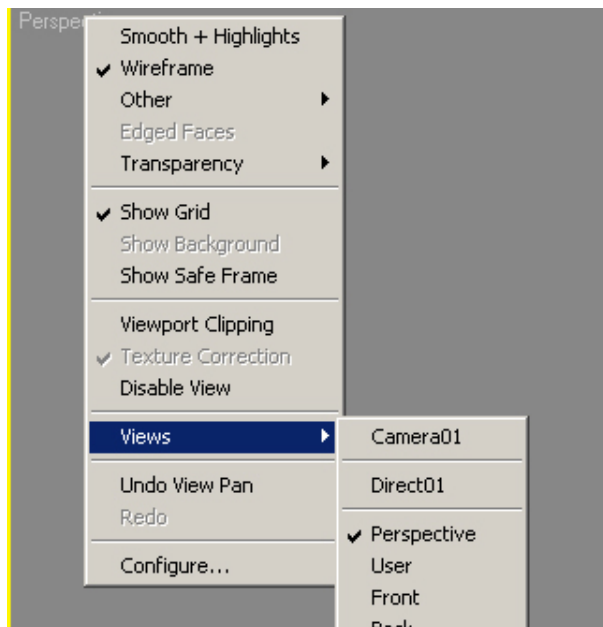 Smooth + Highlights
Wireframe
Other
Edged Faces
Transparency
Show Grid
Show Background
Show Safe Frame
Viewport Clipping
Texture Correction
Disable View
Views
Undo View Pan
Redo
Configure...
Camera01
Direct01
Perspective
User
Front